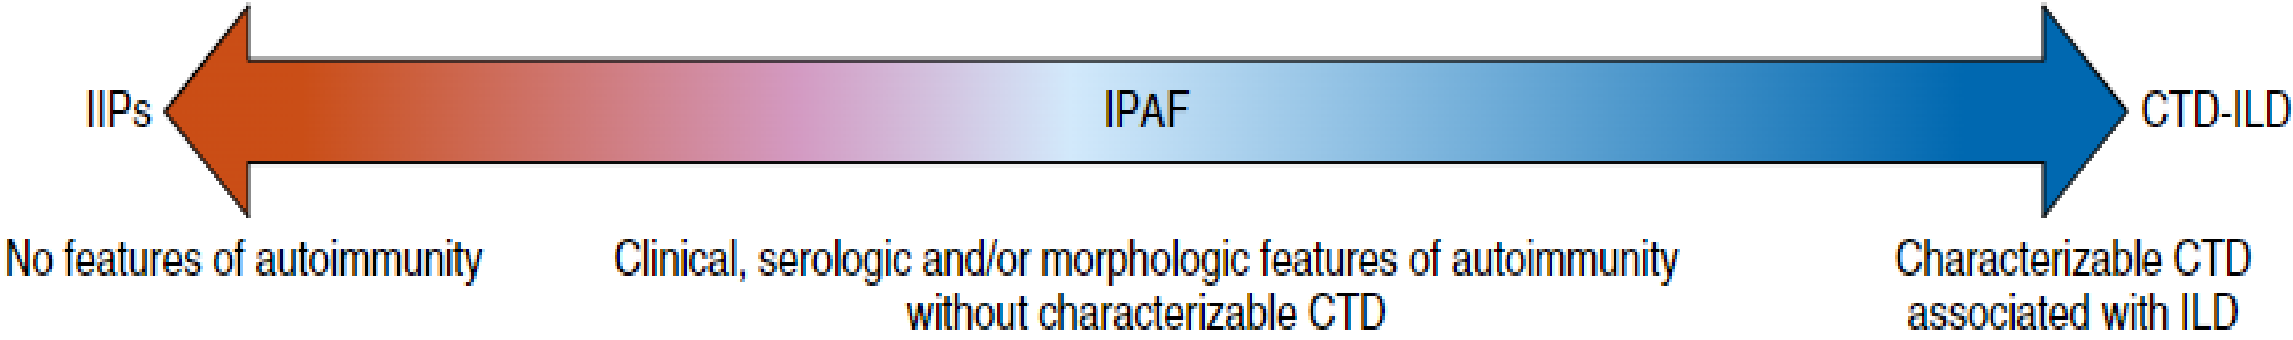 IIPs
IPAF
CTD-ILD
No features of autoimmunity
Clinical, serologic and/or morphologic features of autoimmunity
without characterizable CTD
Characterizable CTD
associated with ILD